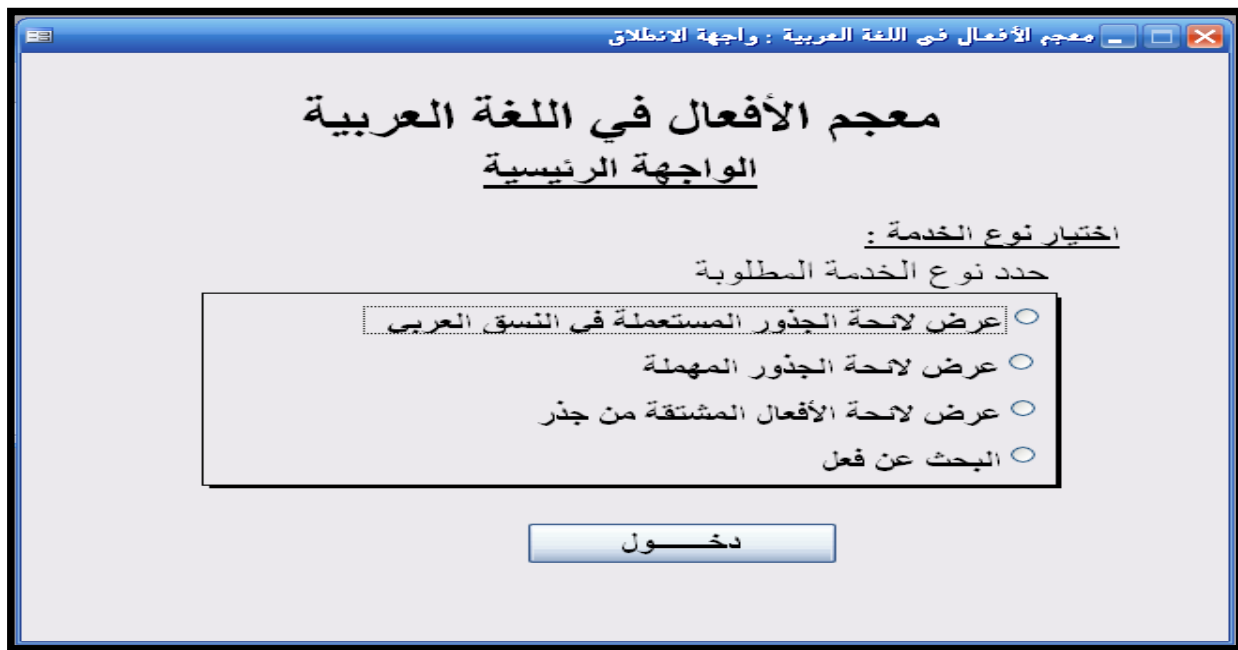 معجم الأفعال في اللغة العربية : واجهة الانطلاق
معجم الأفعال في اللغة العربية
الواجهة الرئيسية
اختيار نوع الخدمة :
حدد نوع الخدمة المطلوبة
عرض لائحة الجذور المستعملة في النسق العربي
عرض لائحة الجذور المهملة
عرض لائحة الأفعال المشتقة من جذر
البحث عن فعل
دخــــول